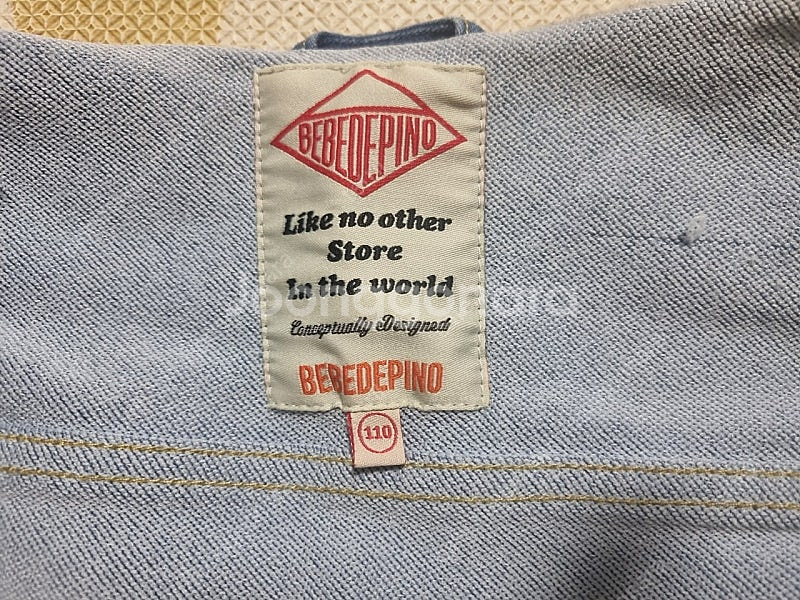 BEBEDEPINO
Like no other
Store
In the world
Conceptually Designed
BEBEDEPINO
110